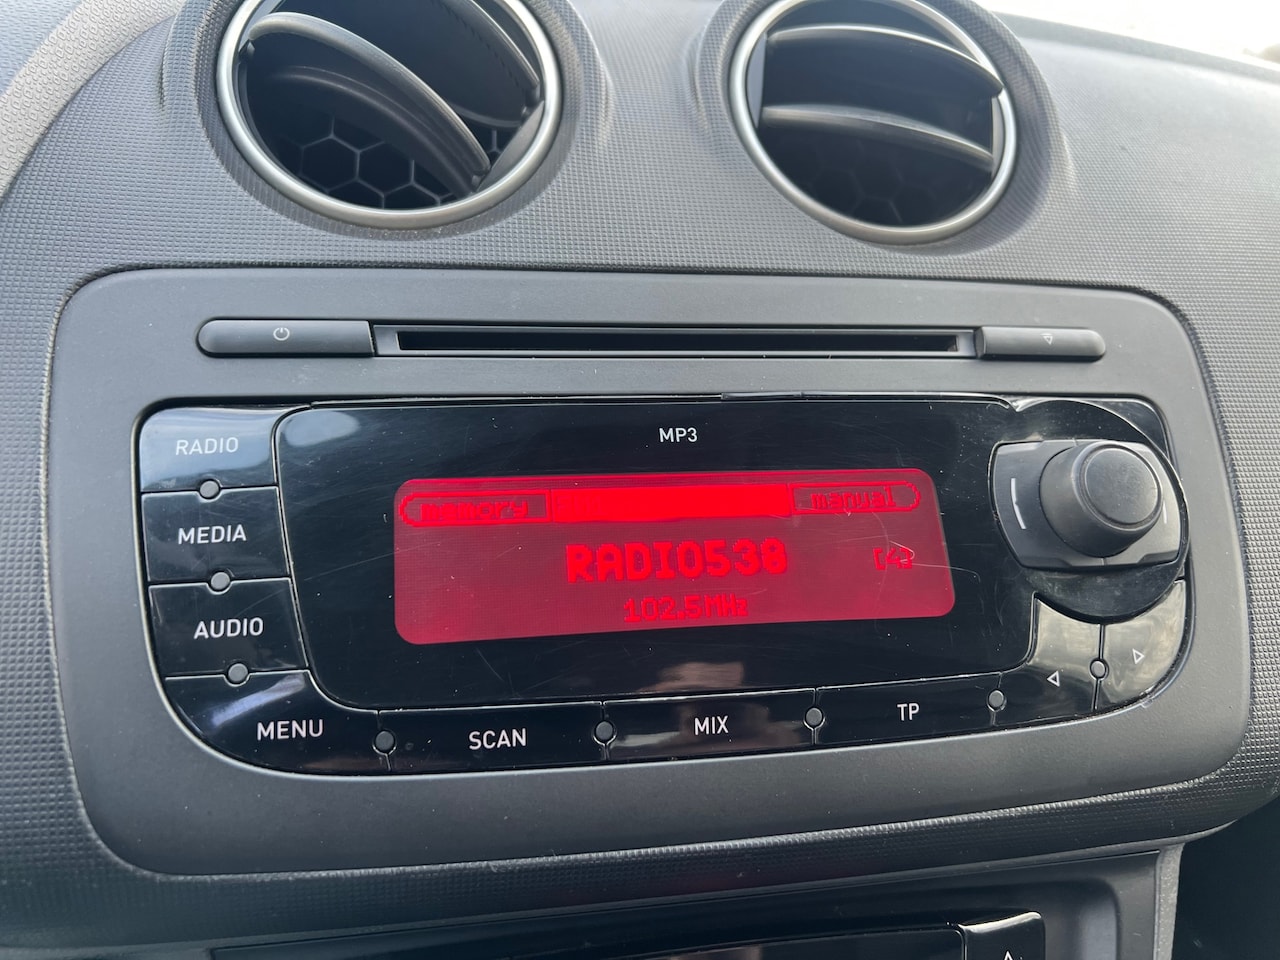 RADIO
MP3
memory manual
MEDIA
RADIO538 [4]
102.5MHz
AUDIO
MENU
SCAN
MIX
TP